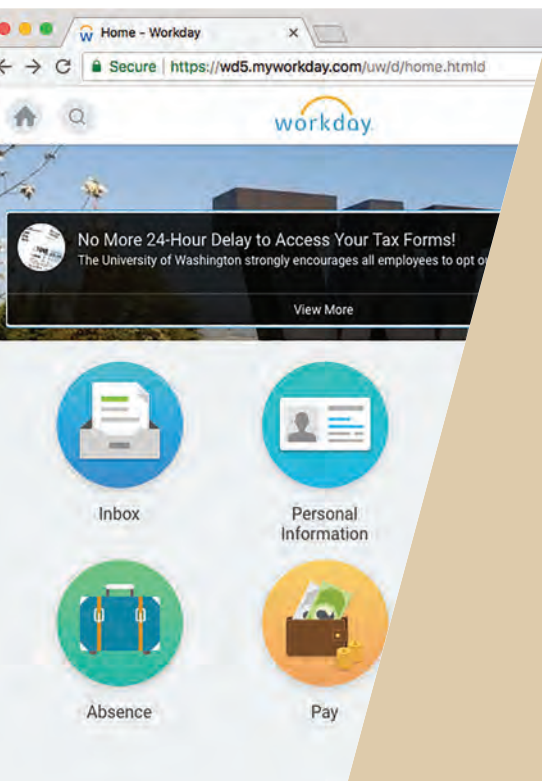 Home - Workday
Secure | https://wd5.myworkday.com/uw/d/home.htmld
workday
No More 24-Hour Delay to Access Your Tax Forms!
The University of Washington strongly encourages all employees to opt
View More
Inbox
Personal
Information
Absence
Pay